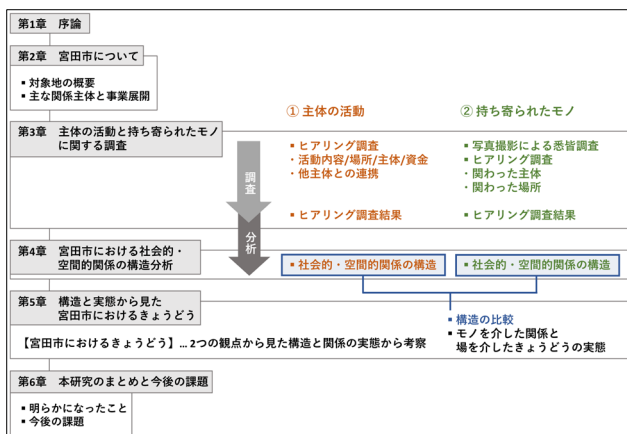 第1章 序論
第2章 宮田市について
▪ 対象地の概要
▪ 主な関係主体と事業展開
第3章 主体の活動と持ち寄られたモノ
に関する調査
① 主体の活動
▪ ヒアリング調査
・活動内容/場所/主体/資金
・他主体との連携
▪ ヒアリング調査結果
② 持ち寄られたモノ
▪ 写真撮影による悉皆調査
▪ ヒアリング調査
・関わった主体
・関わった場所
▪ ヒアリング調査結果
調査
分析
第4章 宮田市における社会的・
空間的関係の構造分析
▪ 社会的・空間的関係の構造
▪ 社会的・空間的関係の構造
第5章 構造と実態から見た
宮田市におけるきょうどう
▪ 構造の比較
▪ モノを介した関係と
場を介したきょうどうの実態
【宮田市におけるきょうどう】... 2つの観点から見た構造と関係の実態から考察
第6章 本研究のまとめと今後の課題
▪ 明らかになったこと
▪ 今後の課題